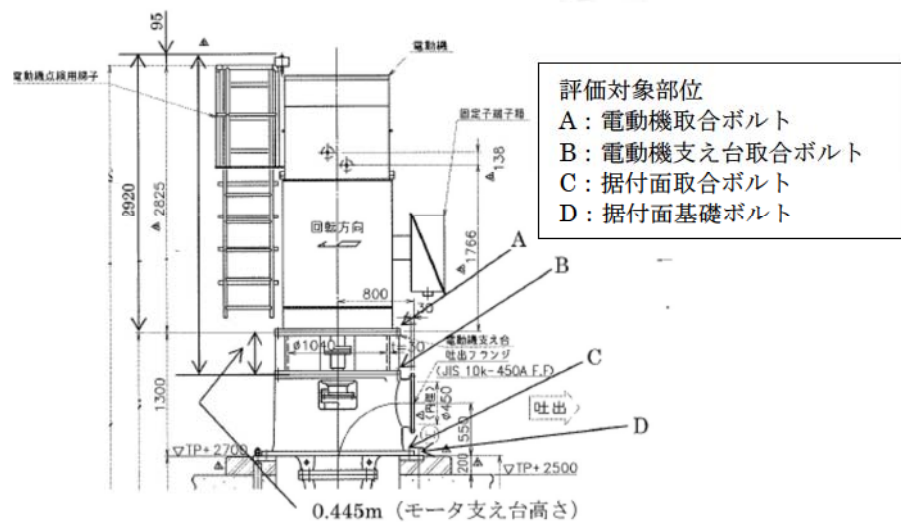 95
電動機
電動機点検用梯子
固定子端子箱
138
2920
2825
回転方向
1766
A
B
800
30
電動機支え台
φ1040
t=30
吐出フランジ
(JIS 10k-450A F.F)
C
1300
(内径)
φ450
吐出
550
D
▽TP+2700
200
▽TP+2500
0.445m（モータ支え台高さ）
評価対象部位
A：電動機取合ボルト
B：電動機支え台取合ボルト
C：据付面取合ボルト
D：据付面基礎ボルト